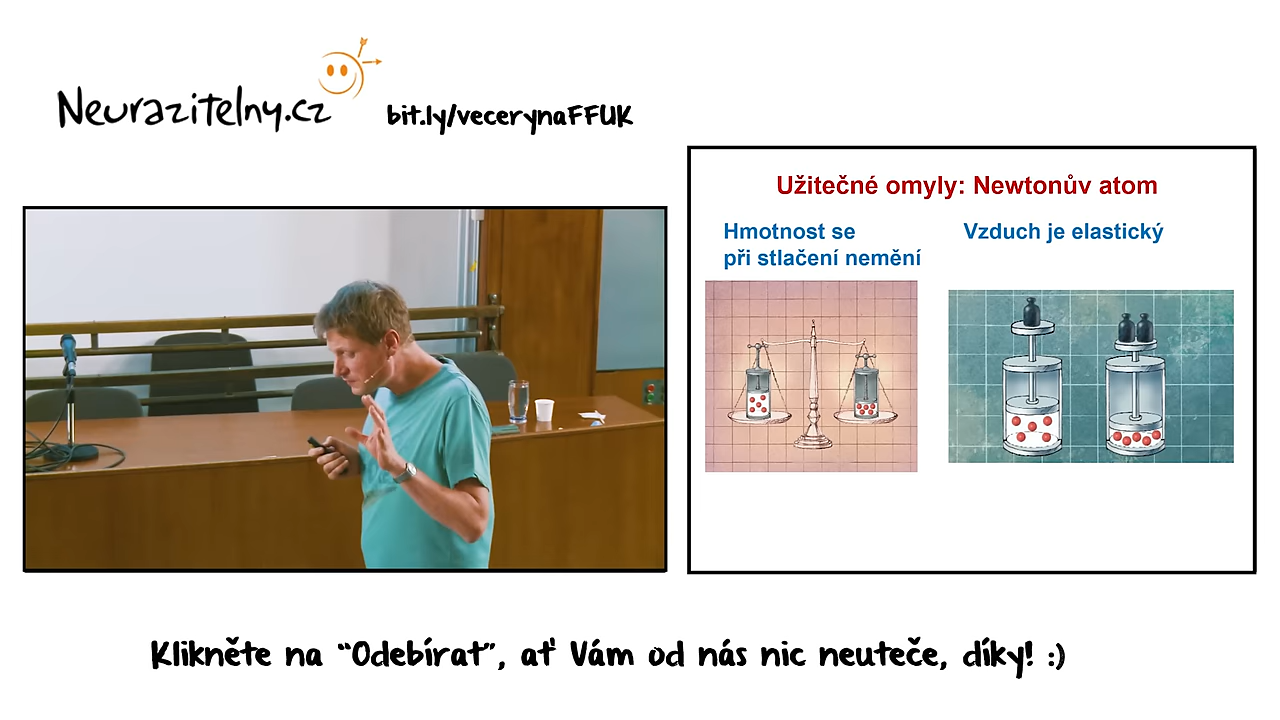 Neurazitelny.cz
bit.ly/vecerynaFFUK
Užitečné omyly: Newtonův atom
Hmotnost se
při stlačení nemění
Vzduch je elastický
Klikněte na “Odebírat”, ať Vám od nás nic neuteče, díky! :)